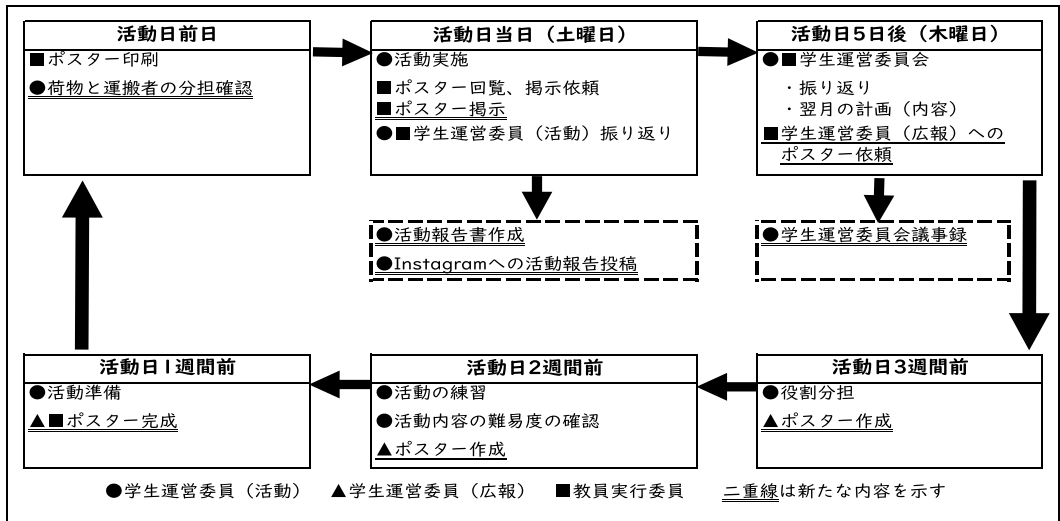 活動日前日
■ポスター印刷
●荷物と運搬者の分担確認
活動日当日（土曜日）
●活動実施
■ポスター回覧、掲示依頼
■ポスター掲示
●■学生運営委員（活動）振り返り
活動日5日後（木曜日）
●■学生運営委員会
・振り返り
・翌月の計画（内容）
■学生運営委員（広報）への
ポスター依頼
●活動報告書作成
●Instagramへの活動報告投稿
●学生運営委員会議事録
活動日1週間前
●活動準備
▲■ポスター完成
活動日2週間前
●活動の練習
●活動内容の難易度の確認
▲ポスター作成
活動日3週間前
●役割分担
▲ポスター作成
●学生運営委員（活動） ▲学生運営委員（広報） ■教員実行委員 二重線は新たな内容を示す